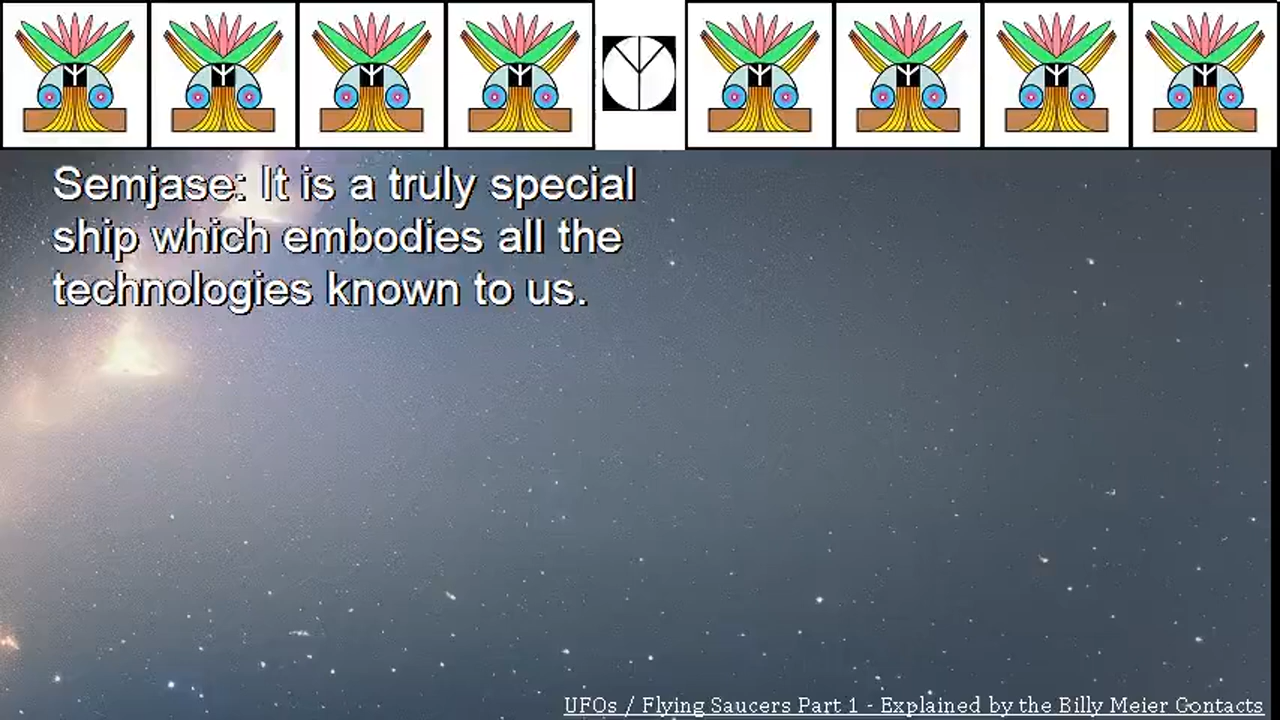 Semjase: It is a truly special
ship which embodies all the
technologies known to us.
UFOs / Flying Saucers Part 1 - Explained by the Billy Meier Contacts